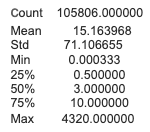 Count 105806.000000
Mean 15.163968
Std 71.106655
Min 0.000333
25% 0.500000
50% 3.000000
75% 10.000000
Max 4320.000000